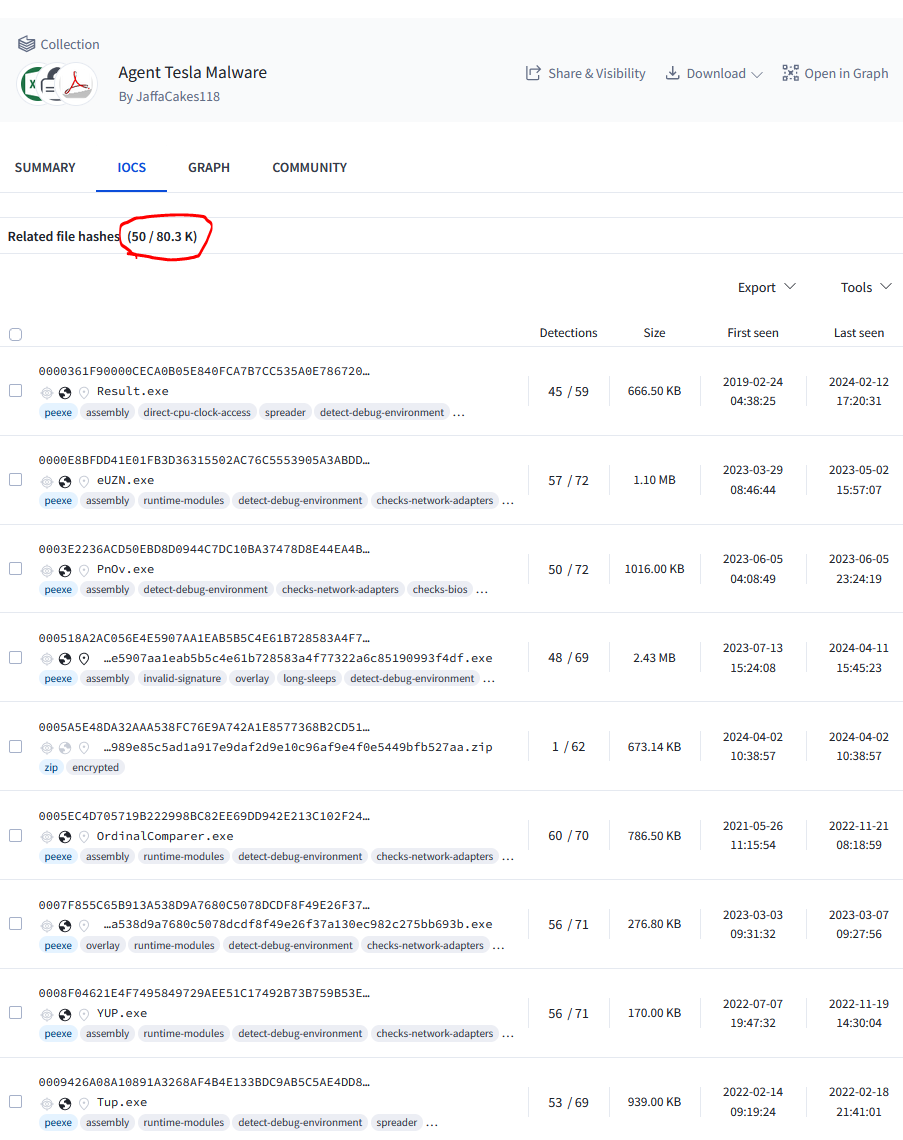 Collection
Agent Tesla Malware
By JaffaCakes118
Share & Visibility
Download
Open in Graph
SUMMARY
IOCS
GRAPH
COMMUNITY
Related file hashes (50 / 80.3 K)
Export
Tools
Detections
Size
First seen
Last seen
0000361F90000CECA0B05E840FCA7B7CC535A0E786720…
Result.exe
peexe assembly direct-cpu-clock-access spreader detect-debug-environment ...
45 / 59
666.50 KB
2019-02-24
04:38:25
2024-02-12
17:20:31
0000E8BFDD41E01FB3D36315502AC76C5553905A3ABDD…
eUZN.exe
peexe assembly runtime-modules detect-debug-environment checks-network-adapters ...
57 / 72
1.10 MB
2023-03-29
08:46:44
2023-05-02
15:57:07
0003E2236ACD50EBD8D0944C7DC10BA37478D8E44EA4B…
PnOv.exe
peexe assembly detect-debug-environment checks-network-adapters checks-bios ...
50 / 72
1016.00 KB
2023-06-05
04:08:49
2023-06-05
23:24:19
000518A2AC056E4E5907AA1EAB5B5C4E61B728583A4F7…
…e5907aa1eab5b5c4e61b728583a4f77322a6c85190993f4df.exe
peexe assembly invalid-signature overlay long-sleeps detect-debug-environment ...
48 / 69
2.43 MB
2023-07-13
15:24:08
2024-04-11
15:45:23
0005A5E48DA32AAA538FC76E9A742A1E8577368B2CD51…
…989e85c5ad1a917e9daf2d9e10c96af9e4f0e5449bfb527aa.zip
zip encrypted
1 / 62
673.14 KB
2024-04-02
10:38:57
2024-04-02
10:38:57
0005EC4D705719B222998BC82EE69DD942E213C102F24…
OrdinalComparer.exe
peexe assembly runtime-modules detect-debug-environment checks-network-adapters ...
60 / 70
786.50 KB
2021-05-26
11:15:54
2022-11-21
08:18:59
0007F855C65B913A538D9A7680C5078DCDF8F49E26F37…
…a538d9a7680c5078dcdf8f49e26f37a130ec982c275bb693b.exe
peexe overlay runtime-modules detect-debug-environment checks-network-adapters ...
56 / 71
276.80 KB
2023-03-03
09:31:32
2023-03-07
09:27:56
0008F04621E4F7495849729AEE51C17492B73B759B53E…
YUP.exe
peexe assembly runtime-modules detect-debug-environment checks-network-adapters ...
56 / 71
170.00 KB
2022-07-07
19:47:32
2022-11-19
14:30:04
0009426A08A10891A3268AF4B4E133BDC9AB5C5AE4DD8…
Tup.exe
peexe assembly runtime-modules detect-debug-environment spreader ...
53 / 69
939.00 KB
2022-02-14
09:19:24
2022-02-18
21:41:01